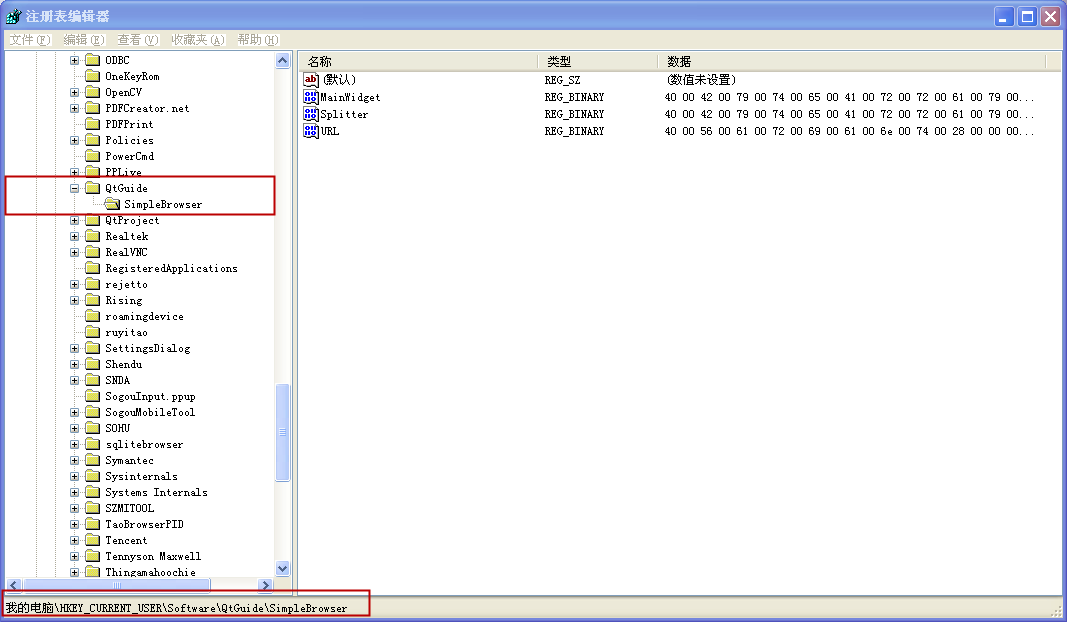 注册表编辑器
文件(F) 编辑(E) 查看(V) 收藏夹(A) 帮助(H)
ODBC
OneKeyRom
OpenCV
PDFCreator.net
PDFPrint
Policies
PowerCmd
PPLive
QtGuide
SimpleBrowser
QtProject
Realtek
RealVNC
RegisteredApplications
rejetto
Rising
roamingdevice
ruyitao
SettingsDialog
Shendu
SNDA
SogouInput.ppup
SogouMobileTool
SOHU
sqlitebrowser
Symantec
Sysinternals
Systems Internals
SZMITOOL
TaoBrowserPID
Tencent
Tennyson Maxwell
Thingamahoochie
名称 类型 数据
(默认) REG_SZ (数值未设置)
MainWidget REG_BINARY 40 00 42 00 79 00 74 00 65 00 41 00 72 00 72 00 61 00 79 00...
Splitter REG_BINARY 40 00 42 00 79 00 74 00 65 00 41 00 72 00 72 00 61 00 79 00...
URL REG_BINARY 40 00 56 00 61 00 72 00 69 00 61 00 6e 00 74 00 28 00 00 00...
我的电脑\HKEY_CURRENT_USER\Software\QtGuide\SimpleBrowser